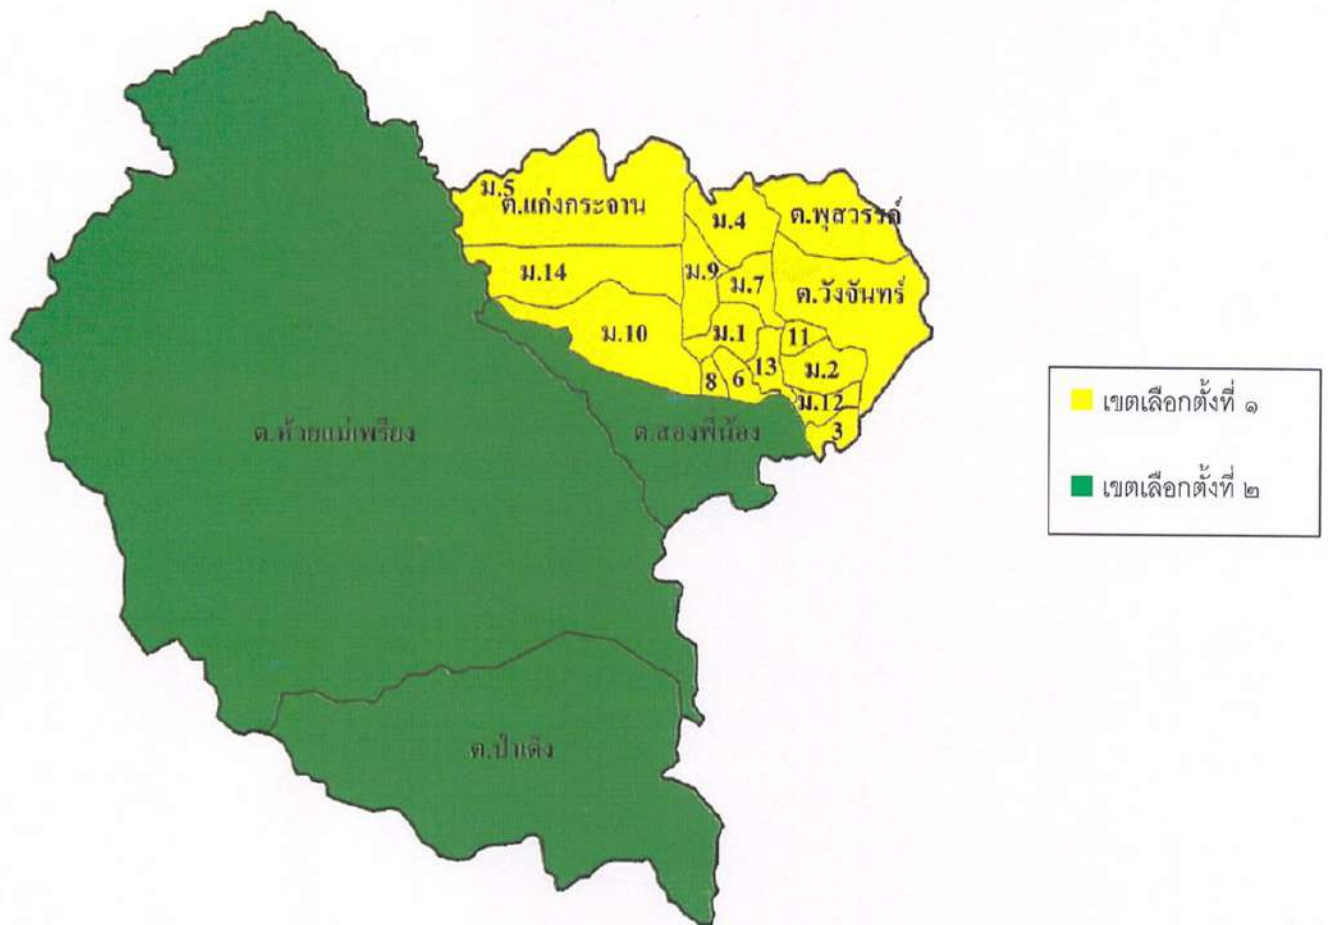 ม.5
ต.แก่งกระจาน
ม.4
ต.พุสวรรค์
ม.14
ม.9
ม.7
ต.วังจันทร์
ม.10
ม.1
11
8
6
13
ม.2
ม.12
3
ต.ห้วยแม่เพรียง
ต.สองพี่น้อง
ต.ป่าเด็ง
เขตเลือกตั้งที่ ๑
เขตเลือกตั้งที่ ๒